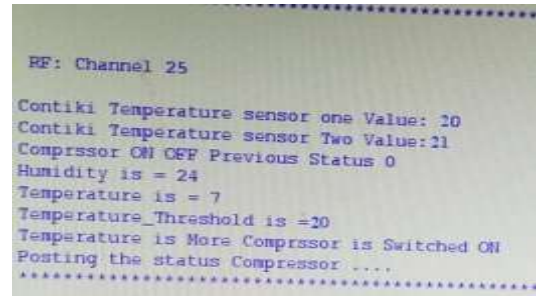 ************************************
RF: Channel 25
Contiki Temperature sensor one Value: 20
Contiki Temperature sensor Two Value:21
Comprssor ON OFF Previous Status 0
Humidity is = 24
Temperature is = 7
Temperature_Threshold is =20
Temperature is More Comprssor is Switched ON
Posting the status Compressor ....
************************************